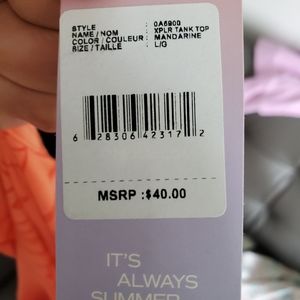 STYLE : 0A5900
NAME / NOM : XPLR TANK TOP
COLOR / COULEUR : MANDARINE
SIZE / TAILLE : L/G
6 28306 42317 2
MSRP :$40.00
IT'S
ALWAYS
SUMMER